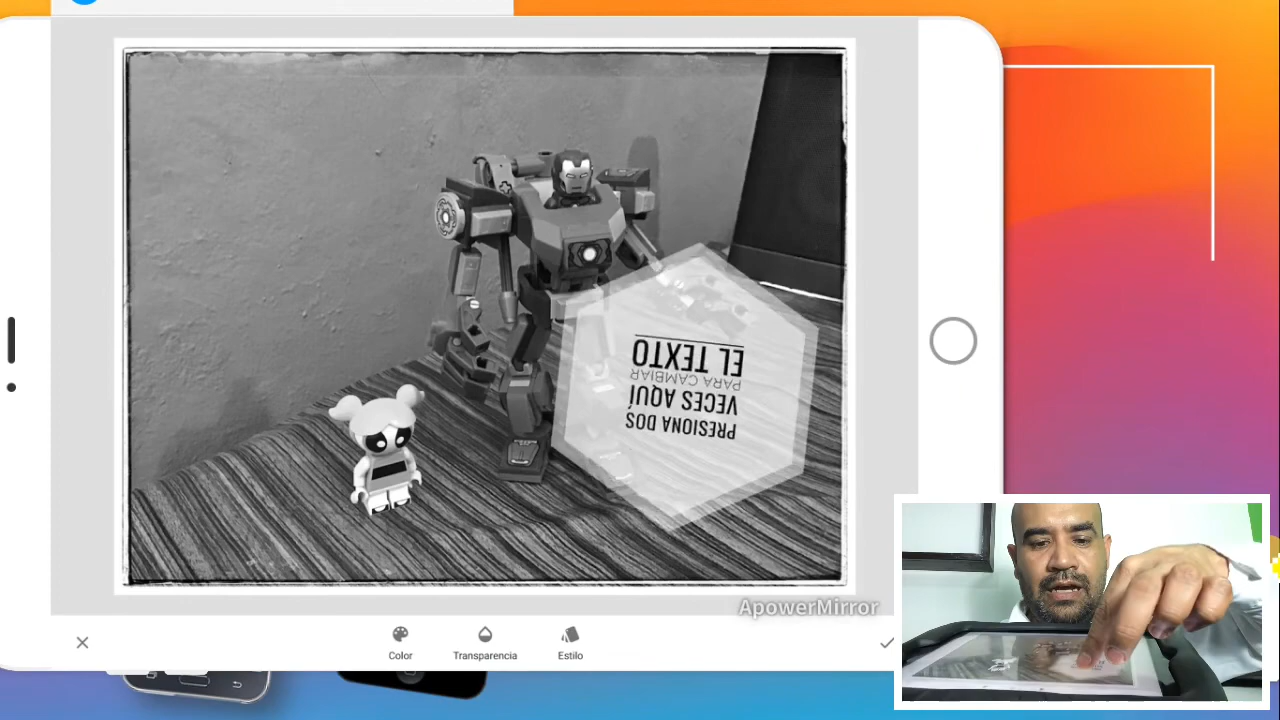 EL TEXTO
PARA CAMBIAR
VECES AQUÍ
PRESIONA DOS
ApowerMirror
Color
Transparencia
Estilo